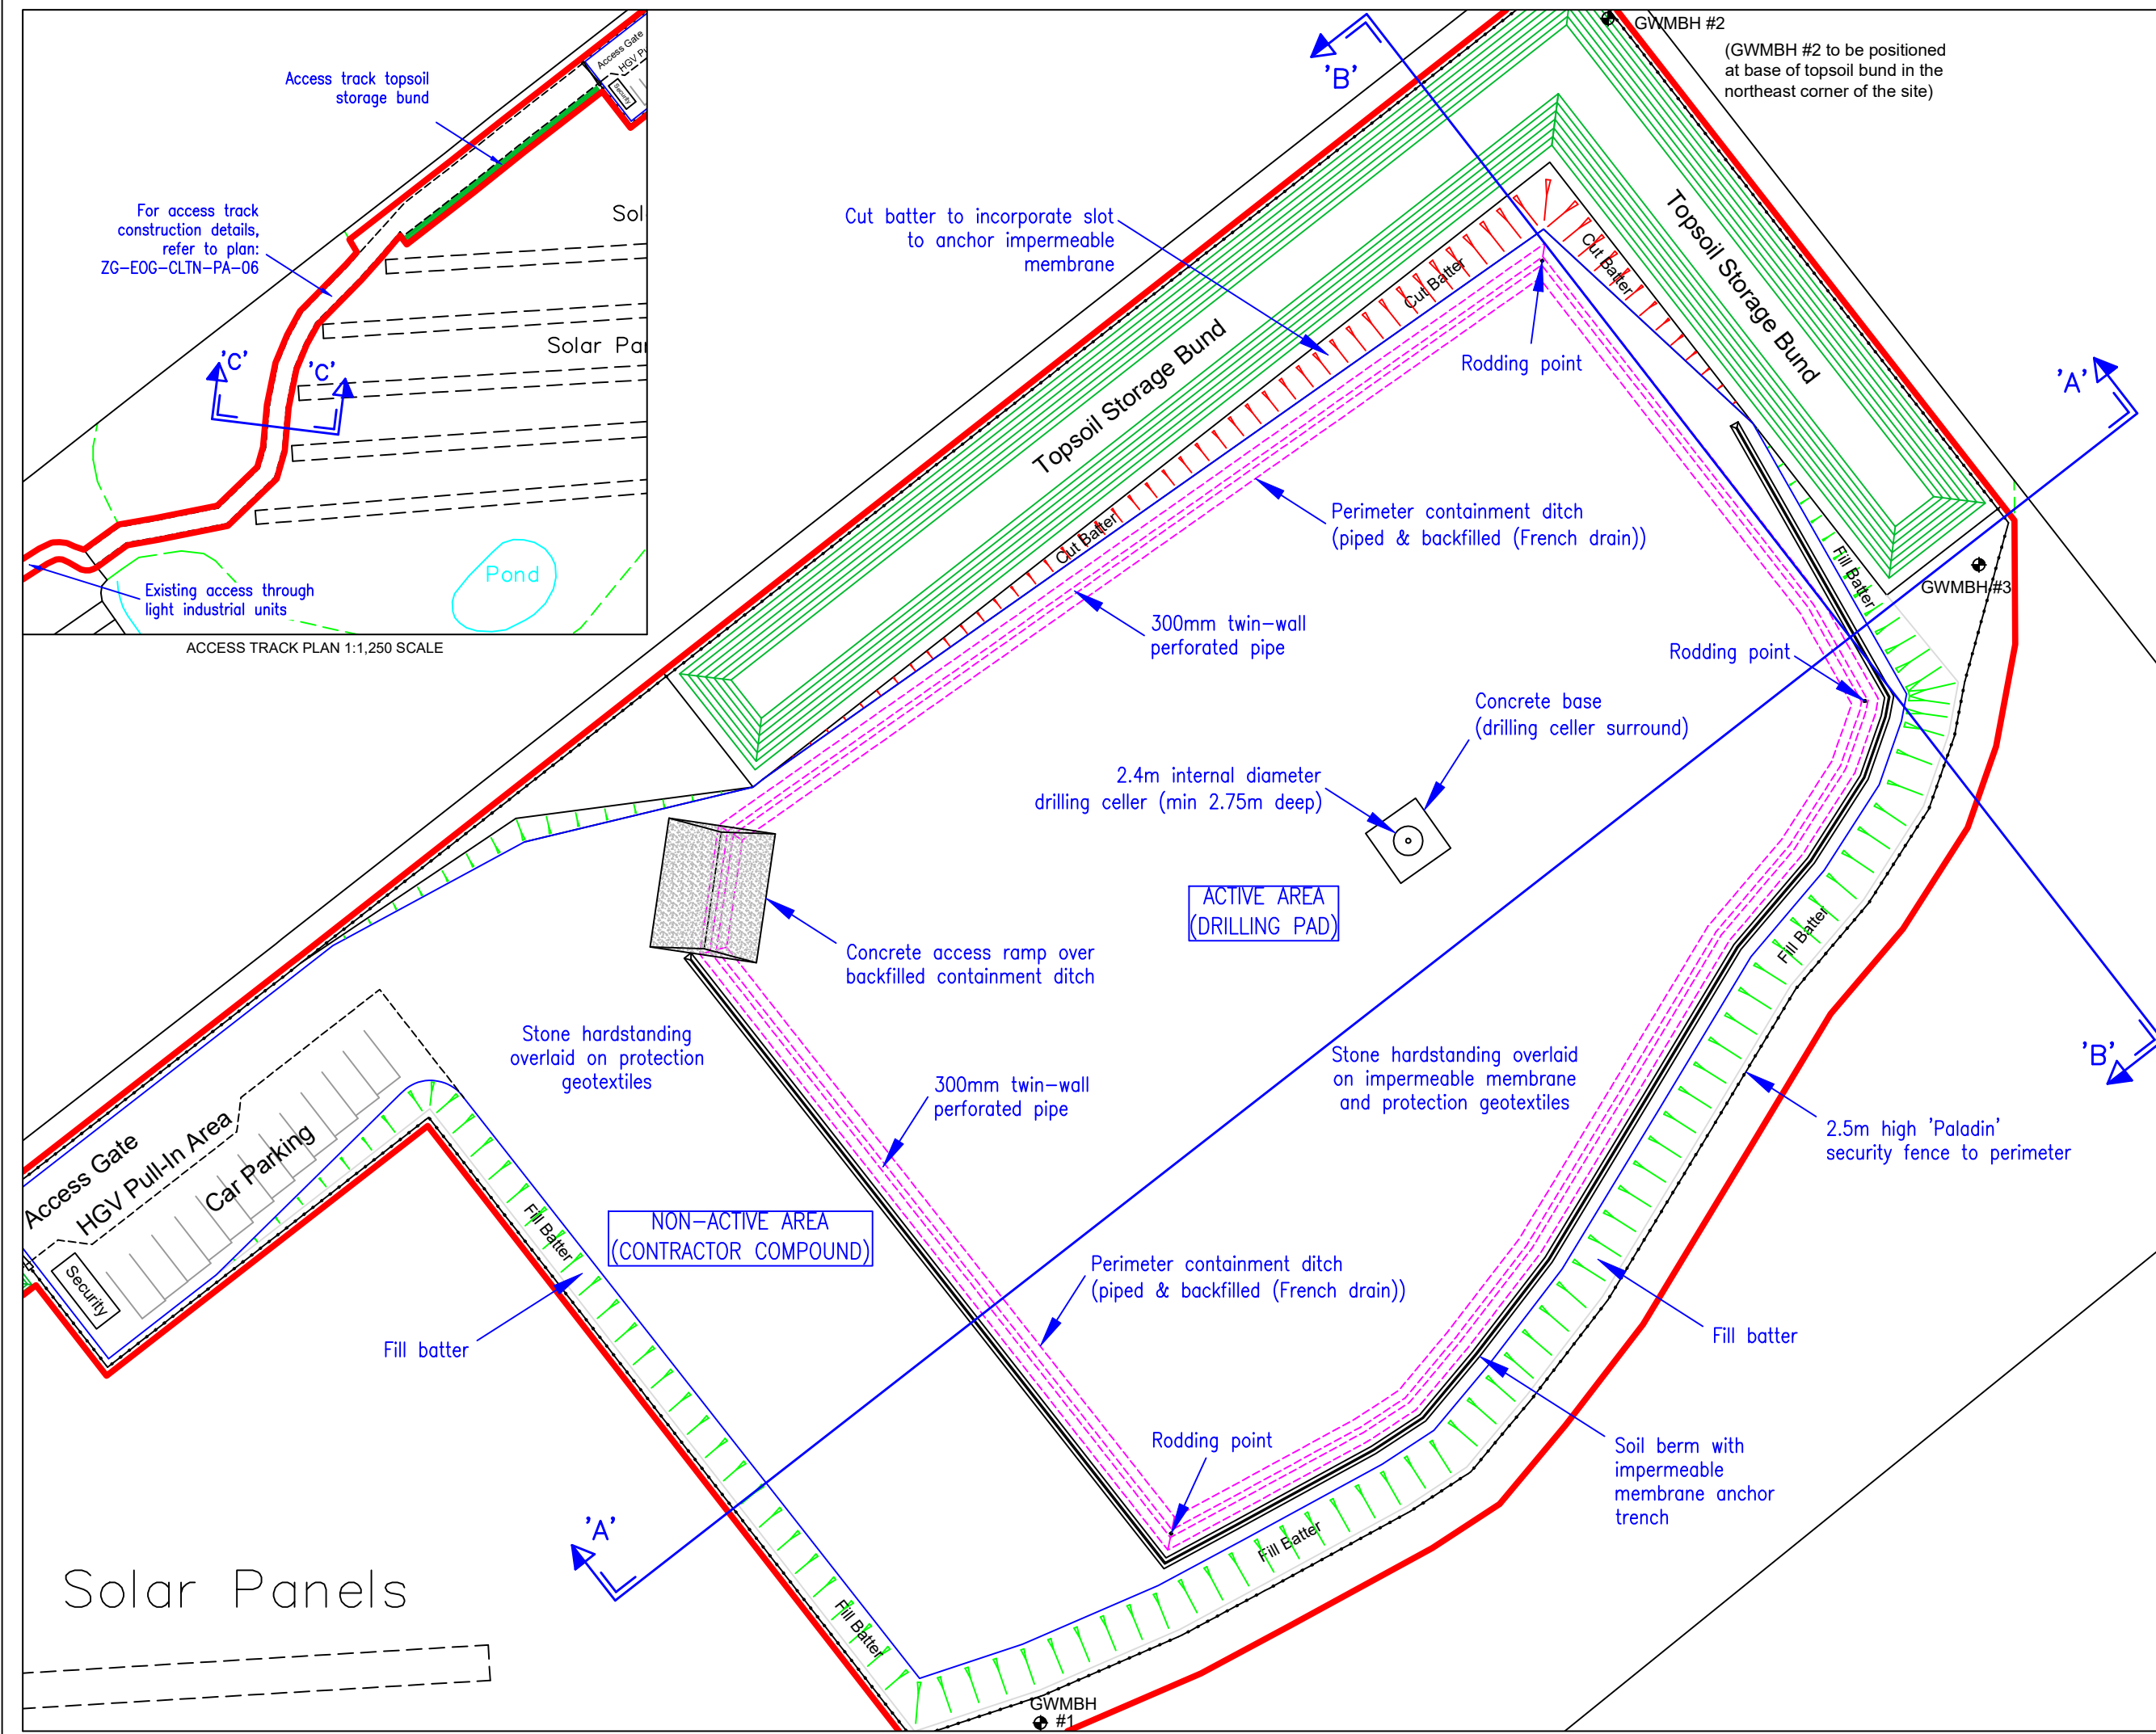 Access track topsoil
storage bund
Access Gate
HGV
Security
For access track
construction details,
refer to plan:
ZG-EOG-CLTN-PA-06
'C'
'C'
Existing access through
light industrial units
Pond
ACCESS TRACK PLAN 1:1,250 SCALE
'B'
GWMBH #2
(GWMBH #2 to be positioned
at base of topsoil bund in the
northeast corner of the site)
Cut batter to incorporate slot
to anchor impermeable
membrane
Cut Batter
Cut Batter
Topsoil Storage Bund
Topsoil Storage Bund
Rodding point
'A'
Cut Batter
Perimeter containment ditch
(piped & backfilled (French drain))
Fill Batter
GWMBH #3
300mm twin-wall
perforated pipe
Rodding point
Concrete base
(drilling celler surround)
2.4m internal diameter
drilling celler (min 2.75m deep)
ACTIVE AREA
(DRILLING PAD)
Concrete access ramp over
backfilled containment ditch
Fill Batter
Stone hardstanding
overlaid on protection
geotextiles
Stone hardstanding overlaid
on impermeable membrane
and protection geotextiles
'B'
300mm twin-wall
perforated pipe
2.5m high 'Paladin'
security fence to perimeter
Access Gate
HGV Pull-In Area
Car Parking
Security
Fill Batter
NON-ACTIVE AREA
(CONTRACTOR COMPOUND)
Perimeter containment ditch
(piped & backfilled (French drain))
Fill batter
Fill batter
Rodding point
Soil berm with
impermeable
membrane anchor
trench
'A'
Fill Batter
Solar Panels
Fill Batter
GWMBH
#1